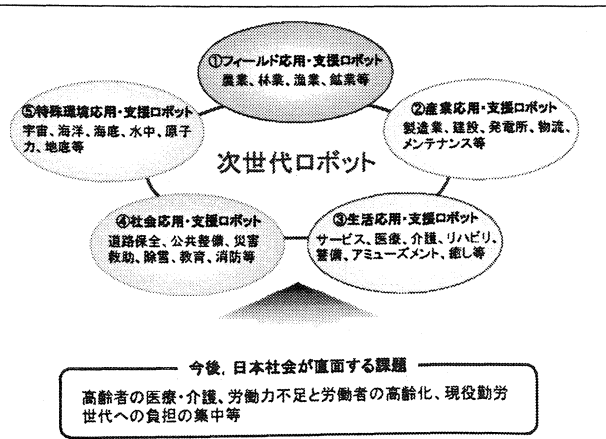 ①フィールド応用・支援ロボット
農業、林業、漁業、鉱業等
②産業応用・支援ロボット
製造業、建設、発電所、物流、
メンテナンス等
③生活応用・支援ロボット
サービス、医療、介護、リハビリ、
警備、アミューズメント、癒し等
④社会応用・支援ロボット
道路保全、公共整備、災害
救助、除雪、教育、消防等
⑤特殊環境応用・支援ロボット
宇宙、海洋、海底、水中、原子
力、地底等
次世代ロボット
今後、日本社会が直面する課題
高齢者の医療・介護、労働力不足と労働者の高齢化、現役勤労
世代への負担の集中等